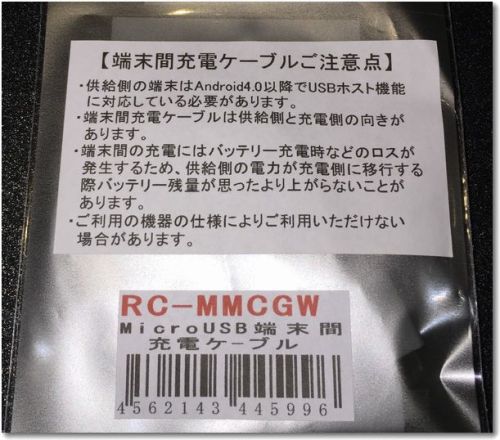 【端末間充電ケーブルご注意点】
・供給側の端末はAndroid4.0以降でUSBホスト機能
に対応している必要があります。
・端末間充電ケーブルは供給側と充電側の向きが
あります。
・端末間の充電にはバッテリー充電時などのロスが
発生するため、供給側の電力が充電側に移行する
際バッテリー残量が思ったより上がらないことが
あります。
・ご利用の機器の仕様によりご利用いただけない
場合があります。
RC-MMCGW
MicroUSB端末間
充電ケーブル
4562143 445996